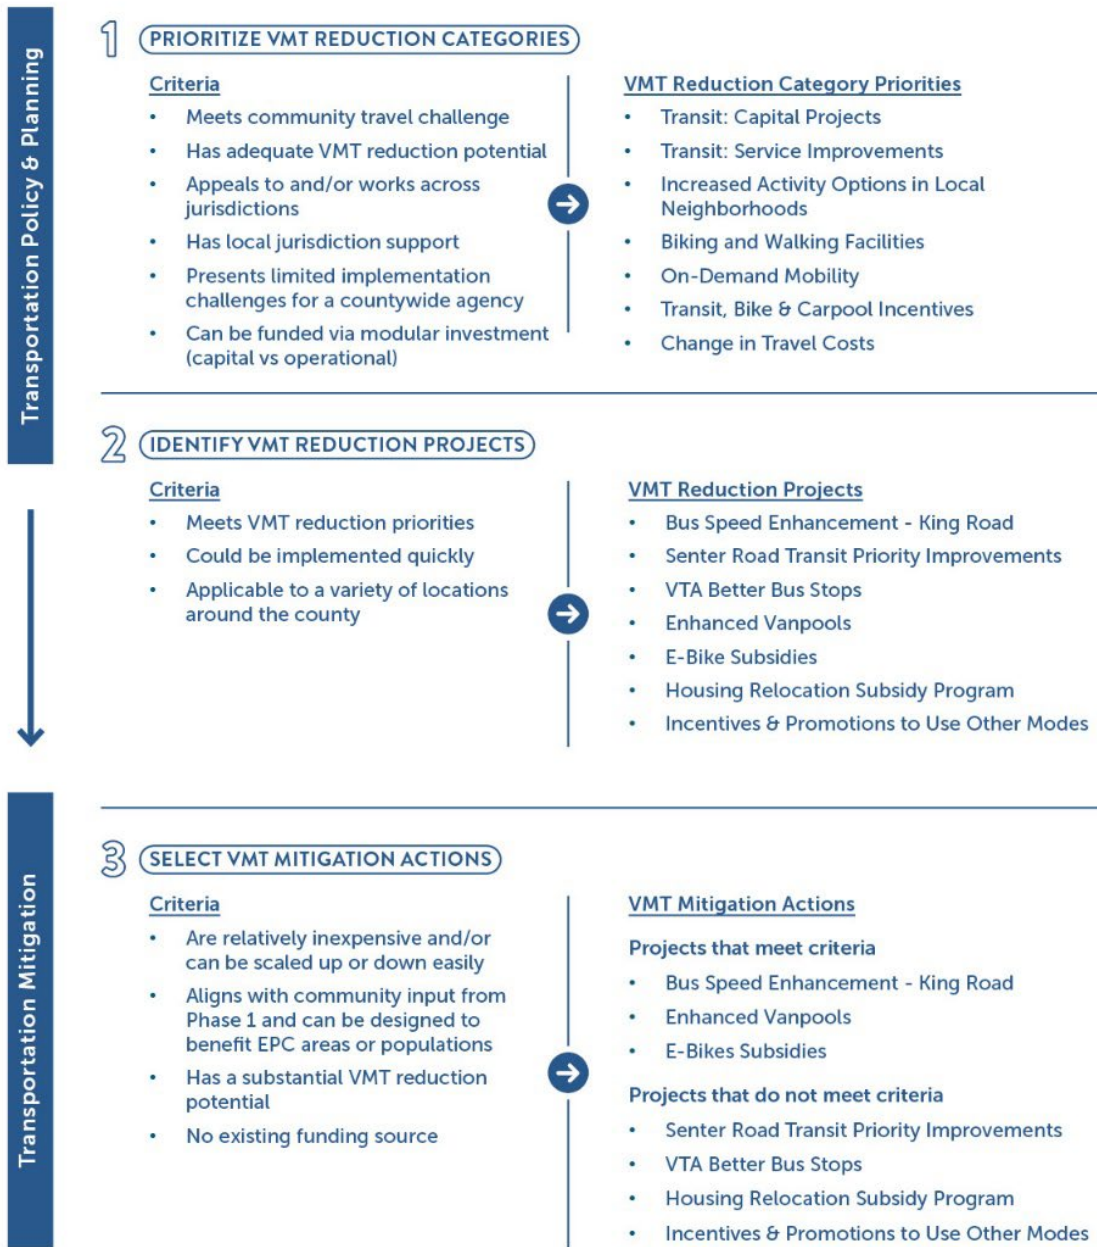 Transportation Policy & Planning
1 PRIORITIZE VMT REDUCTION CATEGORIES
Criteria
• Meets community travel challenge
• Has adequate VMT reduction potential
• Appeals to and/or works across
jurisdictions
• Has local jurisdiction support
• Presents limited implementation
challenges for a countywide agency
• Can be funded via modular investment
(capital vs operational)
VMT Reduction Category Priorities
• Transit: Capital Projects
• Transit: Service Improvements
• Increased Activity Options in Local
Neighborhoods
• Biking and Walking Facilities
• On-Demand Mobility
• Transit, Bike & Carpool Incentives
• Change in Travel Costs
2 IDENTIFY VMT REDUCTION PROJECTS
Criteria
• Meets VMT reduction priorities
• Could be implemented quickly
• Applicable to a variety of locations
around the county
VMT Reduction Projects
• Bus Speed Enhancement - King Road
• Senter Road Transit Priority Improvements
• VTA Better Bus Stops
• Enhanced Vanpools
• E-Bike Subsidies
• Housing Relocation Subsidy Program
• Incentives & Promotions to Use Other Modes
Transportation Mitigation
3 SELECT VMT MITIGATION ACTIONS
Criteria
• Are relatively inexpensive and/or
can be scaled up or down easily
• Aligns with community input from
Phase 1 and can be designed to
benefit EPC areas or populations
• Has a substantial VMT reduction
potential
• No existing funding source
VMT Mitigation Actions
Projects that meet criteria
• Bus Speed Enhancement - King Road
• Enhanced Vanpools
• E-Bikes Subsidies
Projects that do not meet criteria
• Senter Road Transit Priority Improvements
• VTA Better Bus Stops
• Housing Relocation Subsidy Program
• Incentives & Promotions to Use Other Modes